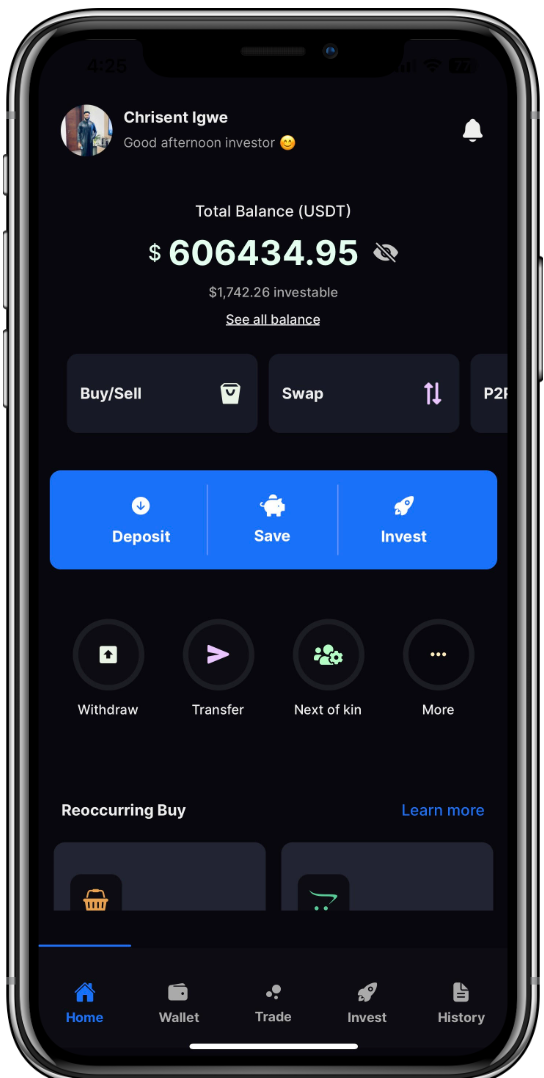 4:25
72
Chrisent Igwe
Good afternoon investor 😊
Total Balance (USDT)
$ 606434.95
$1,742.26 investable
See all balance
Buy/Sell
Swap
Deposit
Save
Invest
Withdraw
Transfer
Next of kin
More
Reoccurring Buy
Learn more
Home
Wallet
Trade
Invest
History